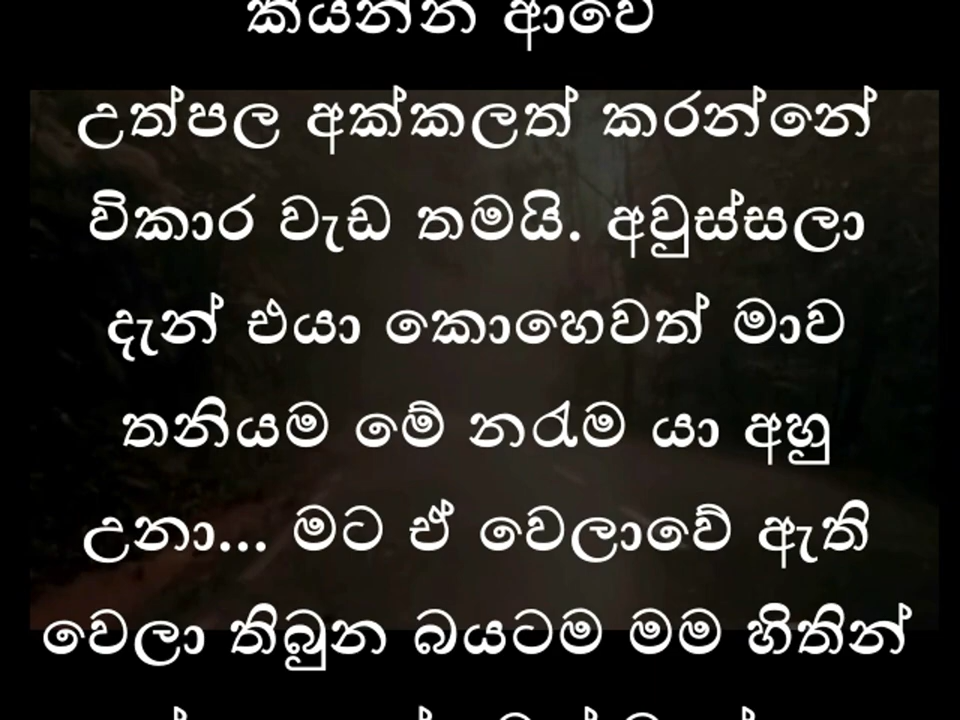 කියන්න ආවේ
උත්පල අක්කලත් කරන්නේ
විකාර වැඩ තමයි. අවුස්සලා
දැන් එයා කොහෙවත් මාව
තනියම මේ නරැම යා අහු
උනා... මට ඒ වෙලාවේ ඇති
වෙලා තිබුන බයටම මම හිතින්